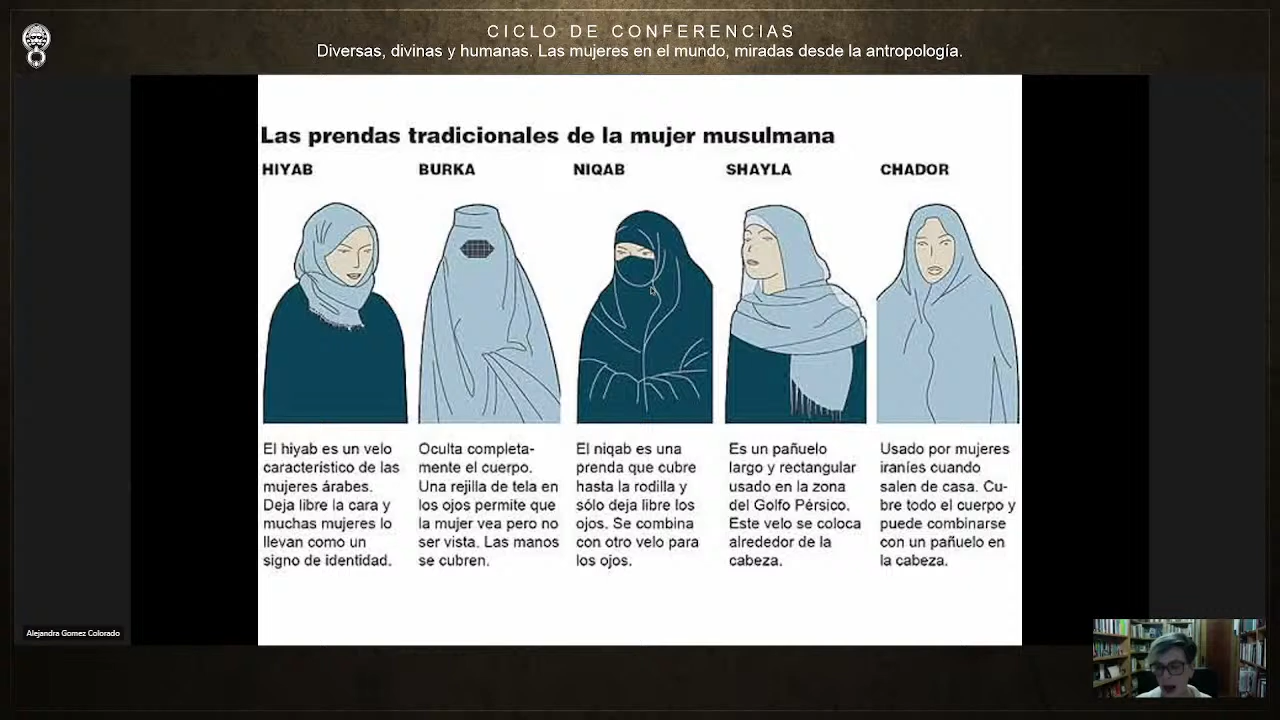 CICLO DE CONFERENCIAS
Diversas, divinas y humanas. Las mujeres en el mundo, miradas desde la antropología.
Las prendas tradicionales de la mujer musulmana
HIYAB
El hiyab es un velo
característico de las
mujeres árabes.
Deja libre la cara y
muchas mujeres lo
llevan como un
signo de identidad.
BURKA
Oculta completa-
mente el cuerpo.
Una rejilla de tela en
los ojos permite que
la mujer vea pero no
ser vista. Las manos
se cubren.
NIQAB
El niqab es una
prenda que cubre
hasta la rodilla y
sólo deja libre los
ojos. Se combina
con otro velo para
los ojos.
SHAYLA
Es un pañuelo
largo y rectangular
usado en la zona
del Golfo Pérsico.
Este velo se coloca
alrededor de la
cabeza.
CHADOR
Usado por mujeres
iraníes cuando
salen de casa. Cu-
bre todo el cuerpo y
puede combinarse
con un pañuelo en
la cabeza.
Alejandra Gomez Colorado